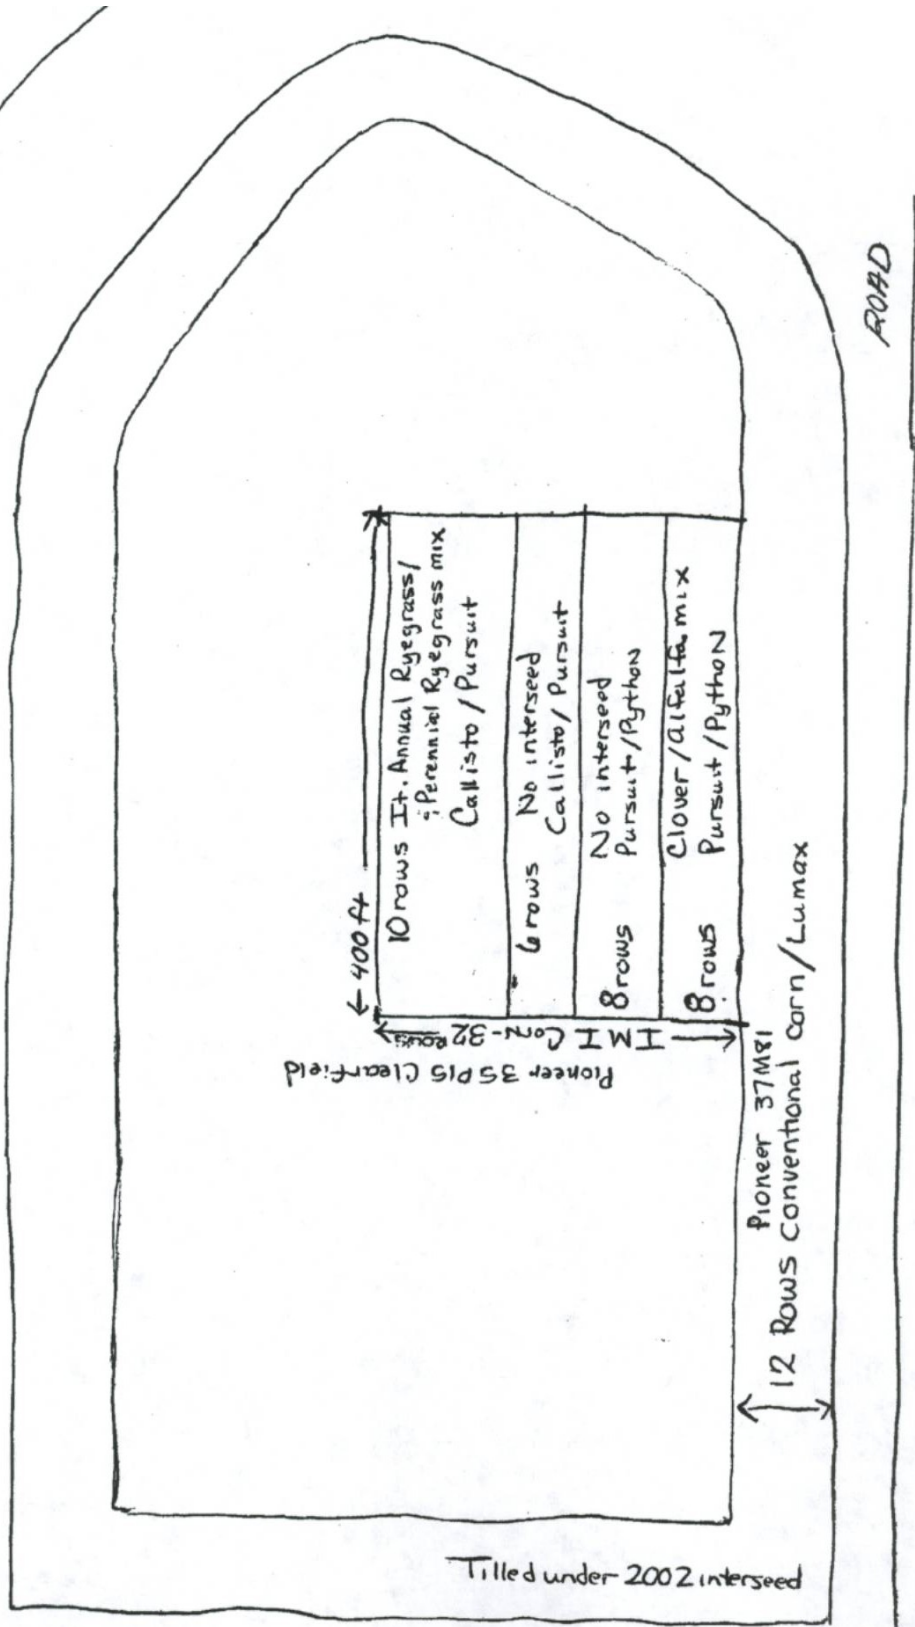 ROAD
← 400 ft →
10 rows It. Annual Ryegrass/
: Perennial Ryegrass mix
Callisto / Pursuit
6 rows No interseed
Callisto / Pursuit
No interseed
8 rows Pursuit/Python
Clover/alfalfa mix
8 rows Pursuit/Python
IMI Corn-32 Rows
Pioneer 35P15 Clearfield
Pioneer 37M81
12 Rows Conventional Corn/Lumax
Tilled under 2002 interseed